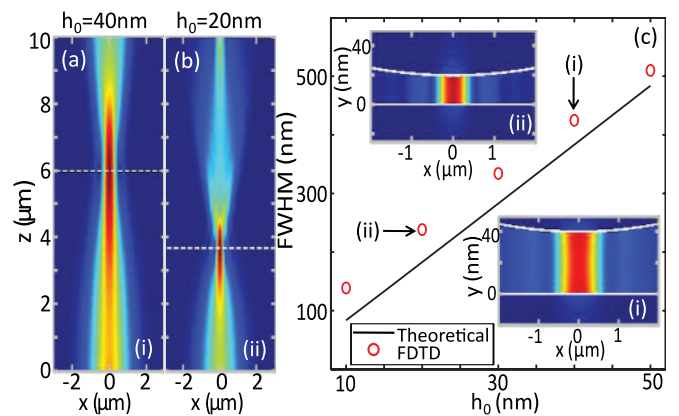 h₀=40nm
h₀=20nm
(a)
(b)
10
8
6
4
2
0
z (μm)
(i)
(ii)
-2 0 2
x (μm)
-2 0 2
x (μm)
(c)
FWHM (nm)
500
300
100
10 30 50
h₀(nm)
y (nm)
40
0
(ii)
-1 0 1
x (μm)
(i)
(ii)
y (nm)
40
0
(i)
-1 0 1
x (μm)
Theoretical
FDTD